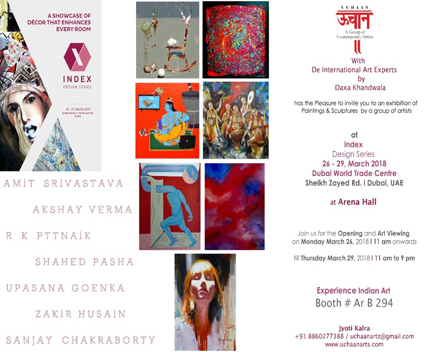 A SHOWCASE OF
DÉCOR THAT ENHANCES
EVERY ROOM
INDEX
DESIGN SERIES
AMIT SRIVASTAVA
AKSHAY VERMA
R K PTTNAIK
SHAHED PASHA
UPASANA GOENKA
ZAKIR HUSAIN
SANJAY CHAKRABORTY
UCHAAN
ऊचान
A Group of
Contemporary Artists
With
De International Art Experts
by
Daxa Khandwala
has the Pleasure to invite you to an exhibition of
Paintings & Sculptures by a group of artists
at
Index
Design Series
26 - 29, March 2018
Dubai World Trade Centre
Sheikh Zayed Rd. | Dubai, UAE
at Arena Hall
Join us for the Opening and Art Viewing
on Monday March 26, 2018 | 11 am onwards
till Thursday March 29, 2018 | 11 am to 9 pm
Experience Indian Art
Booth # Ar B 294
Jyoti Kalra
+91 8860277388 / uchaanartz@gmail.com
www.uchaanarts.com